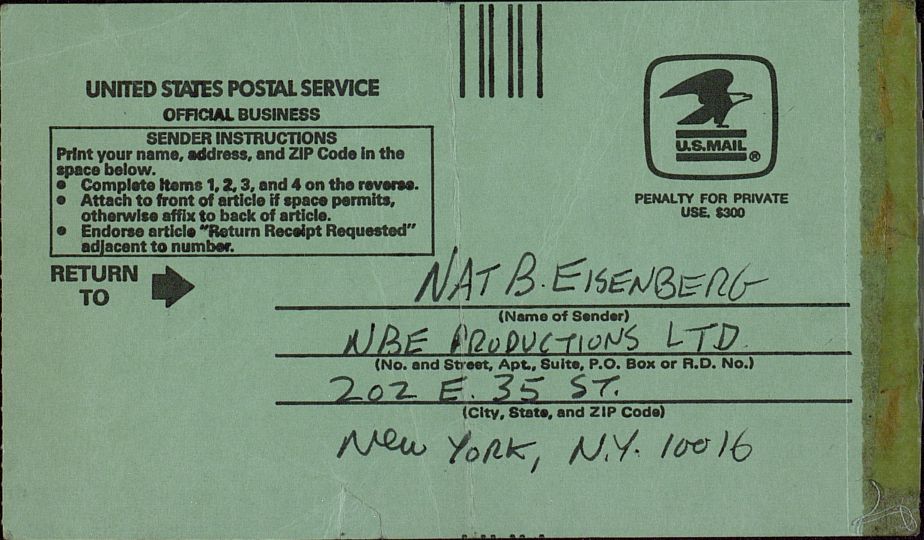 UNITED STATES POSTAL SERVICE
OFFICIAL BUSINESS
SENDER INSTRUCTIONS
Print your name, address, and ZIP Code in the
space below.
• Complete items 1, 2, 3, and 4 on the reverse.
• Attach to front of article if space permits,
otherwise affix to back of article.
• Endorse article "Return Receipt Requested"
adjacent to number.
U.S.MAIL ®
PENALTY FOR PRIVATE
USE, $300
RETURN
TO
NAT B. EISENBERG
(Name of Sender)
NBE PRODUCTIONS LTD.
(No. and Street, Apt., Suite, P.O. Box or R.D. No.)
202 E. 35 ST.
(City, State, and ZIP Code)
New YORK, N.Y. 10016